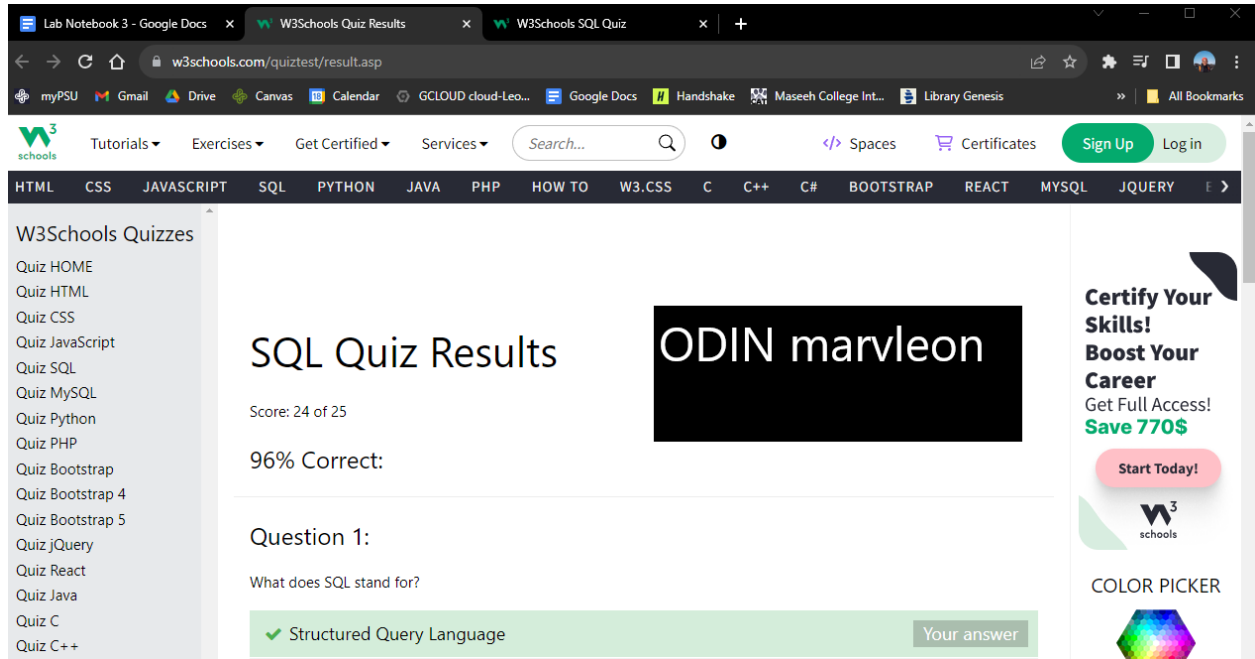 Lab Notebook 3 - Google Docs
W3Schools Quiz Results
W3Schools SQL Quiz
w3schools.com/quiztest/result.asp
myPSU
Gmail
Drive
Canvas
18
Calendar
GCLOUD cloud-Leo...
Google Docs
Handshake
Maseeh College Int...
Library Genesis
»
All Bookmarks
3
schools
Tutorials
Exercises
Get Certified
Services
Search...
Spaces
Certificates
Sign Up
Log in
HTML CSS JAVASCRIPT SQL PYTHON JAVA PHP HOW TO W3.CSS C C++ C# BOOTSTRAP REACT MYSQL JQUERY
W3Schools Quizzes
Quiz HOME
Quiz HTML
Quiz CSS
Quiz JavaScript
Quiz SQL
Quiz MySQL
Quiz Python
Quiz PHP
Quiz Bootstrap
Quiz Bootstrap 4
Quiz Bootstrap 5
Quiz jQuery
Quiz React
Quiz Java
Quiz C
Quiz C++
SQL Quiz Results
ODIN marvleon
Score: 24 of 25
96% Correct:
Question 1:
What does SQL stand for?
Structured Query Language
Your answer
Certify Your
Skills!
Boost Your
Career
Get Full Access!
Save 770$
Start Today!
3
schools
COLOR PICKER